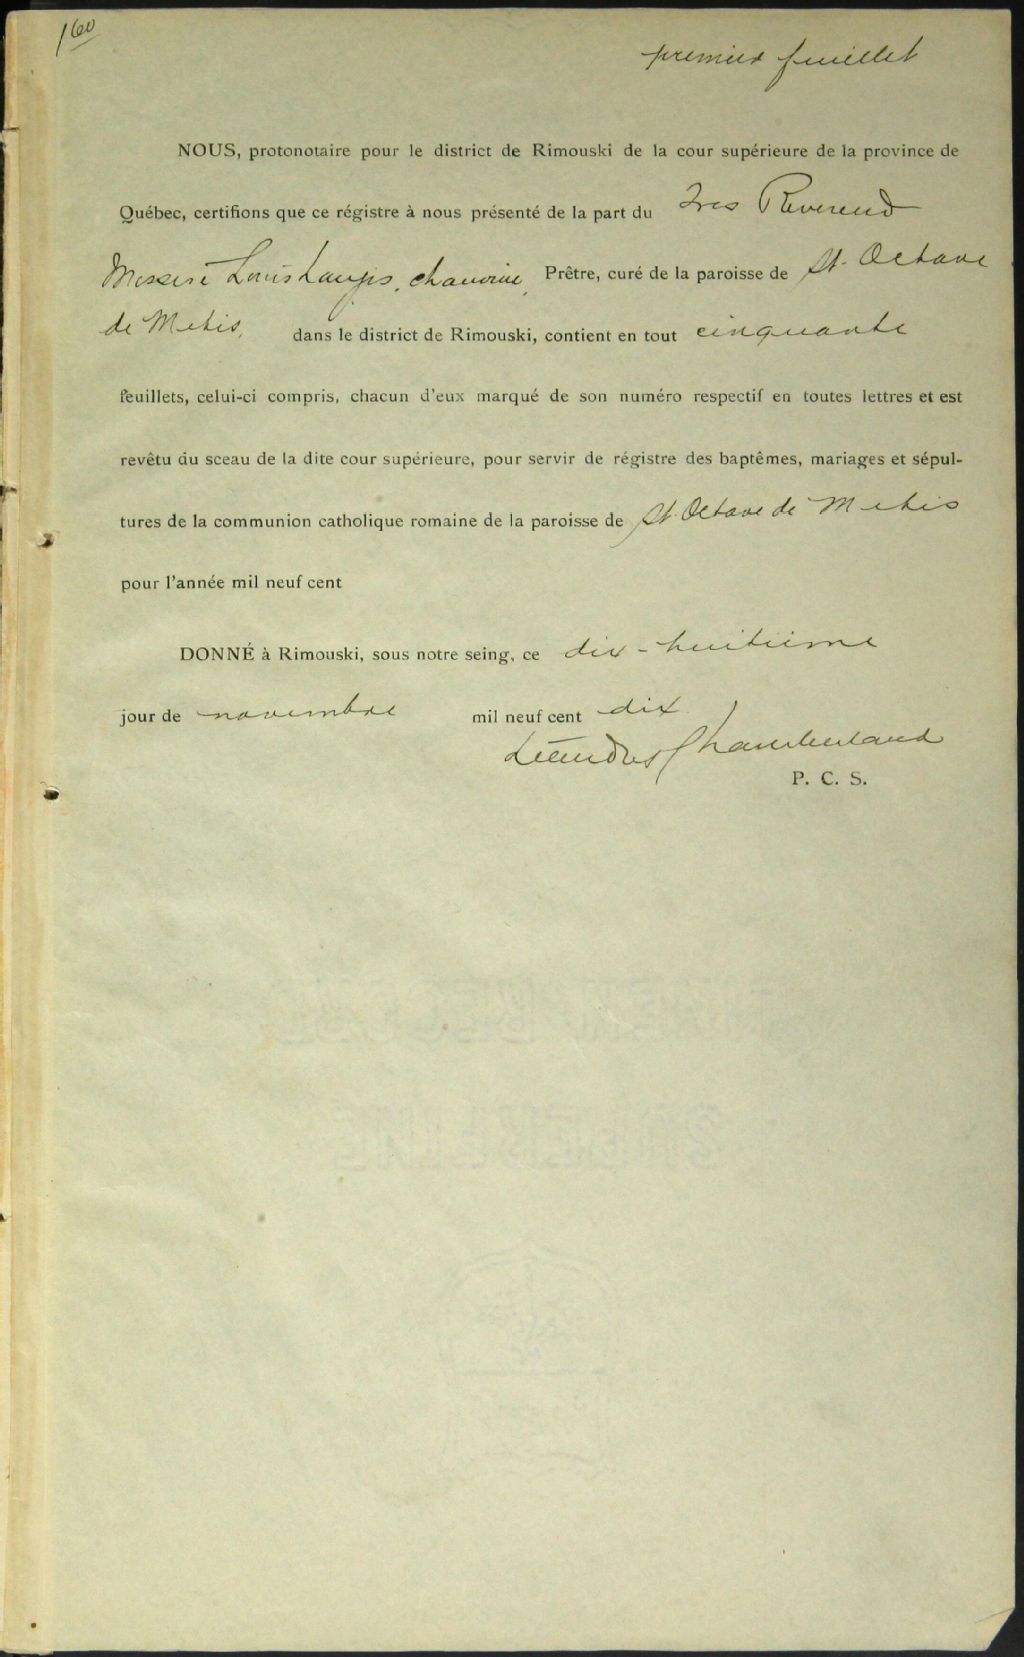 160
premier feuillet
NOUS, protonotaire pour le district de Rimouski de la cour supérieure de la province de
Québec, certifions que ce régistre à nous présenté de la part du Très Reverend
Messire Louis Langis, chanoine, Prêtre, curé de la paroisse de St. Octave
de Metis, dans le district de Rimouski, contient en tout cinquante
feuillets, celui-ci compris, chacun d'eux marqué de son numéro respectif en toutes lettres et est
revêtu du sceau de la dite cour supérieure, pour servir de régistre des baptêmes, mariages et sépul-
tures de la communion catholique romaine de la paroisse de St. Octave de Metis
pour l'année mil neuf cent
DONNÉ à Rimouski, sous notre seing, ce dix-huitième
jour de novembre mil neuf cent dix
Léandre Chamberland
P. C. S.